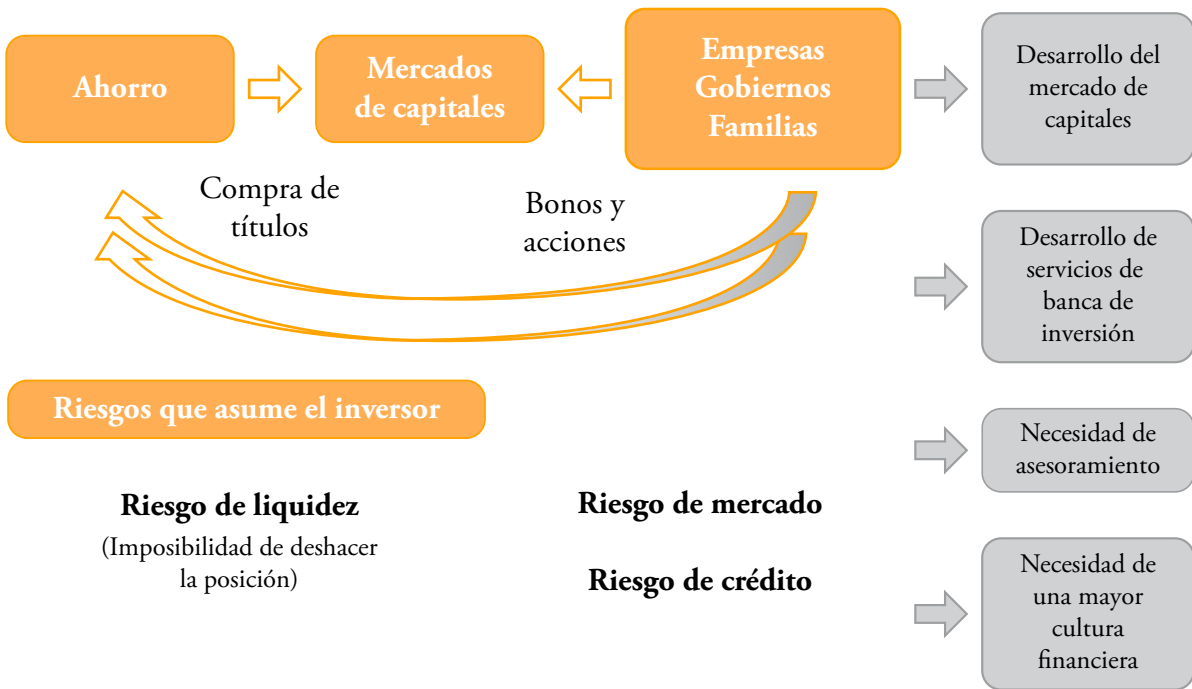 Ahorro
Mercados
de capitales
Empresas
Gobiernos
Familias
Desarrollo del
mercado de
capitales
Compra de
títulos
Bonos y
acciones
Desarrollo de
servicios de
banca de
inversión
Riesgos que asume el inversor
Necesidad de
asesoramiento
Riesgo de liquidez
(Imposibilidad de deshacer
la posición)
Riesgo de mercado
Riesgo de crédito
Necesidad de
una mayor
cultura
financiera